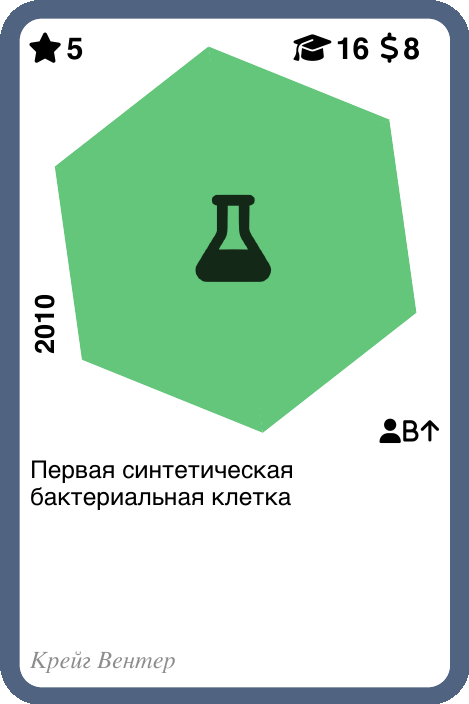 5
16 $8
2010
B↑
Первая синтетическая
бактериальная клетка
Крейг Вентер